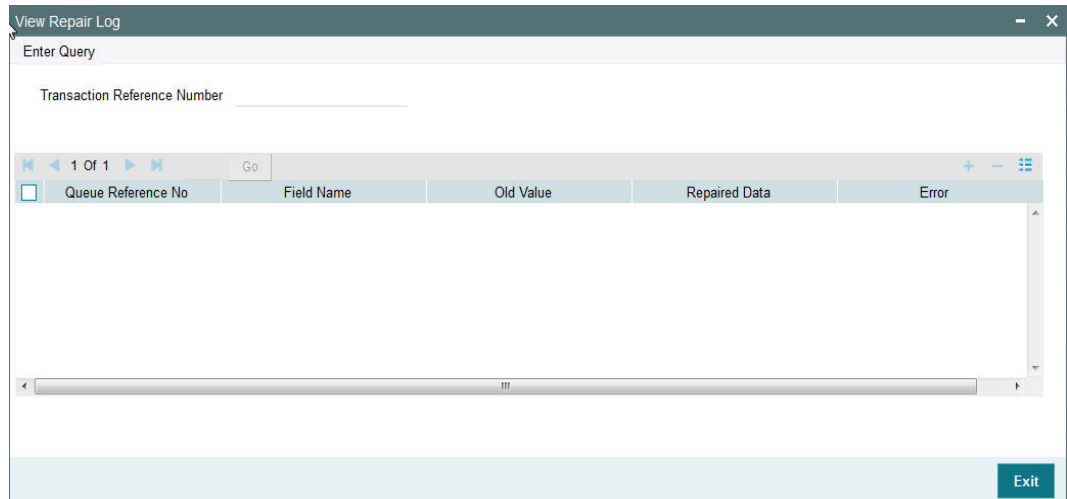 View Repair Log
Enter Query
Transaction Reference Number
1 Of 1 Go
Queue Reference No Field Name Old Value Repaired Data Error
Exit